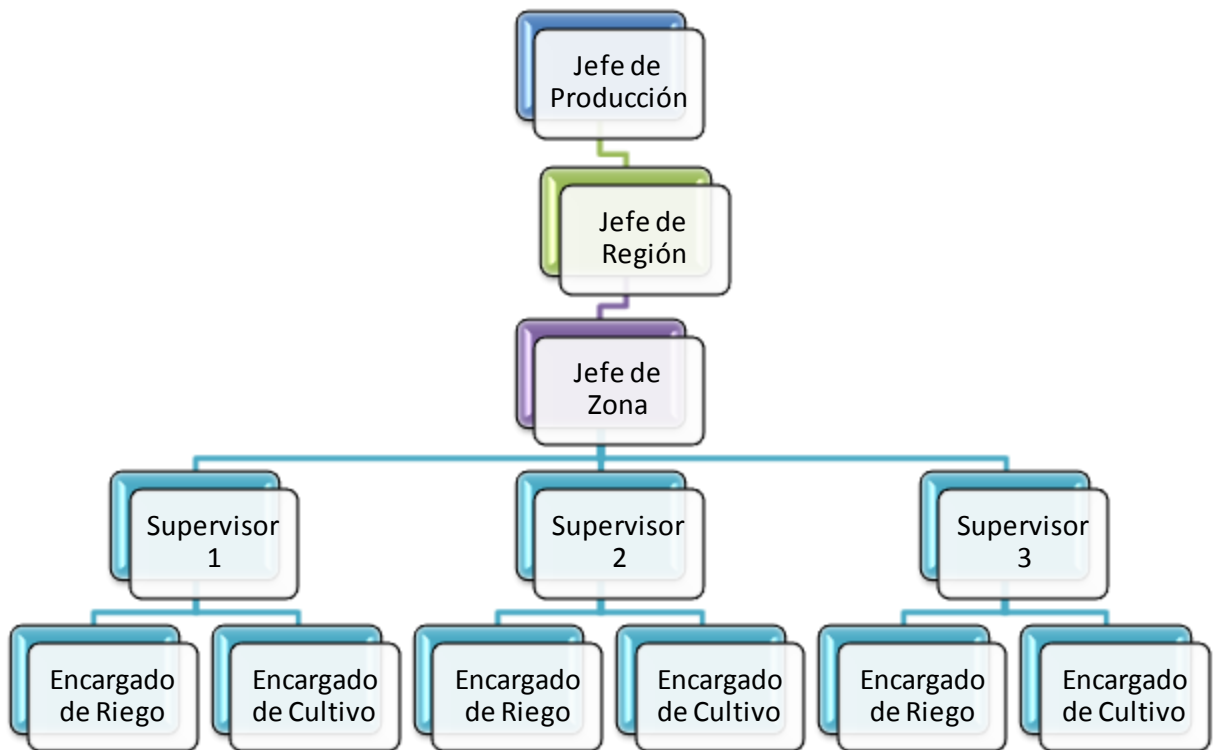 Jefe de
Producción
Jefe de
Región
Jefe de
Zona
Supervisor
1
Supervisor
2
Supervisor
3
Encargado
de Riego
Encargado
de Cultivo
Encargado
de Riego
Encargado
de Cultivo
Encargado
de Riego
Encargado
de Cultivo